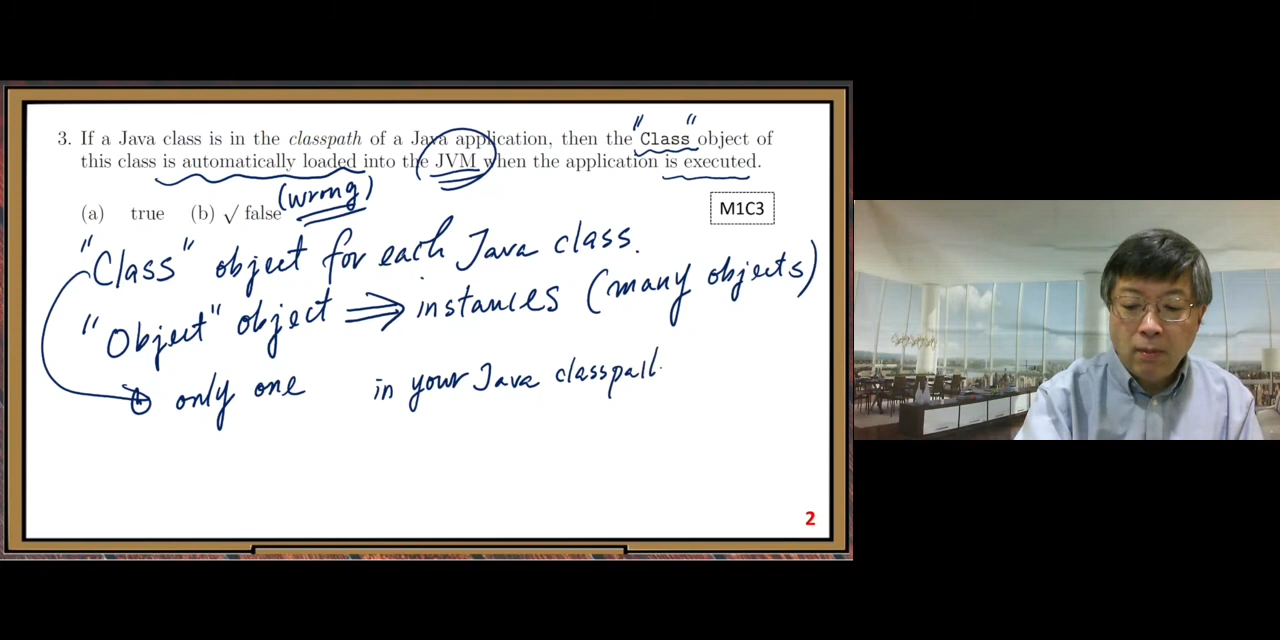 3. If a Java class is in the classpath of a Java application, then the "Class" object of
this class is automatically loaded into the JVM when the application is executed.
(wrong)
(a) true (b) √ false
M1C3
"Class" object for each Java class.
"Object" object ⇒ instances (many objects)
only one in your Java classpath.
2